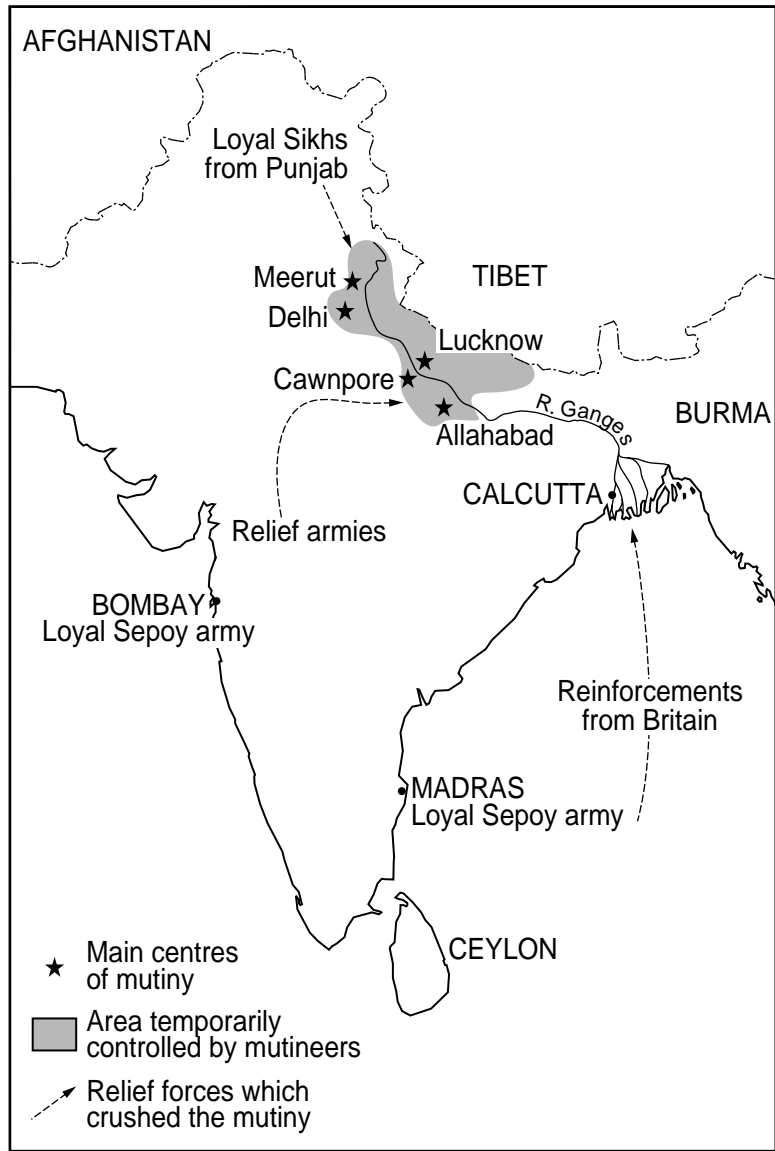 AFGHANISTAN
Loyal Sikhs
from Punjab
Meerut
TIBET
Delhi
Lucknow
Cawnpore
R. Ganges
BURMA
Allahabad
CALCUTTA
Relief armies
BOMBAY
Loyal Sepoy army
Reinforcements
from Britain
MADRAS
Loyal Sepoy army
CEYLON
Main centres
of mutiny
Area temporarily
controlled by mutineers
Relief forces which
crushed the mutiny